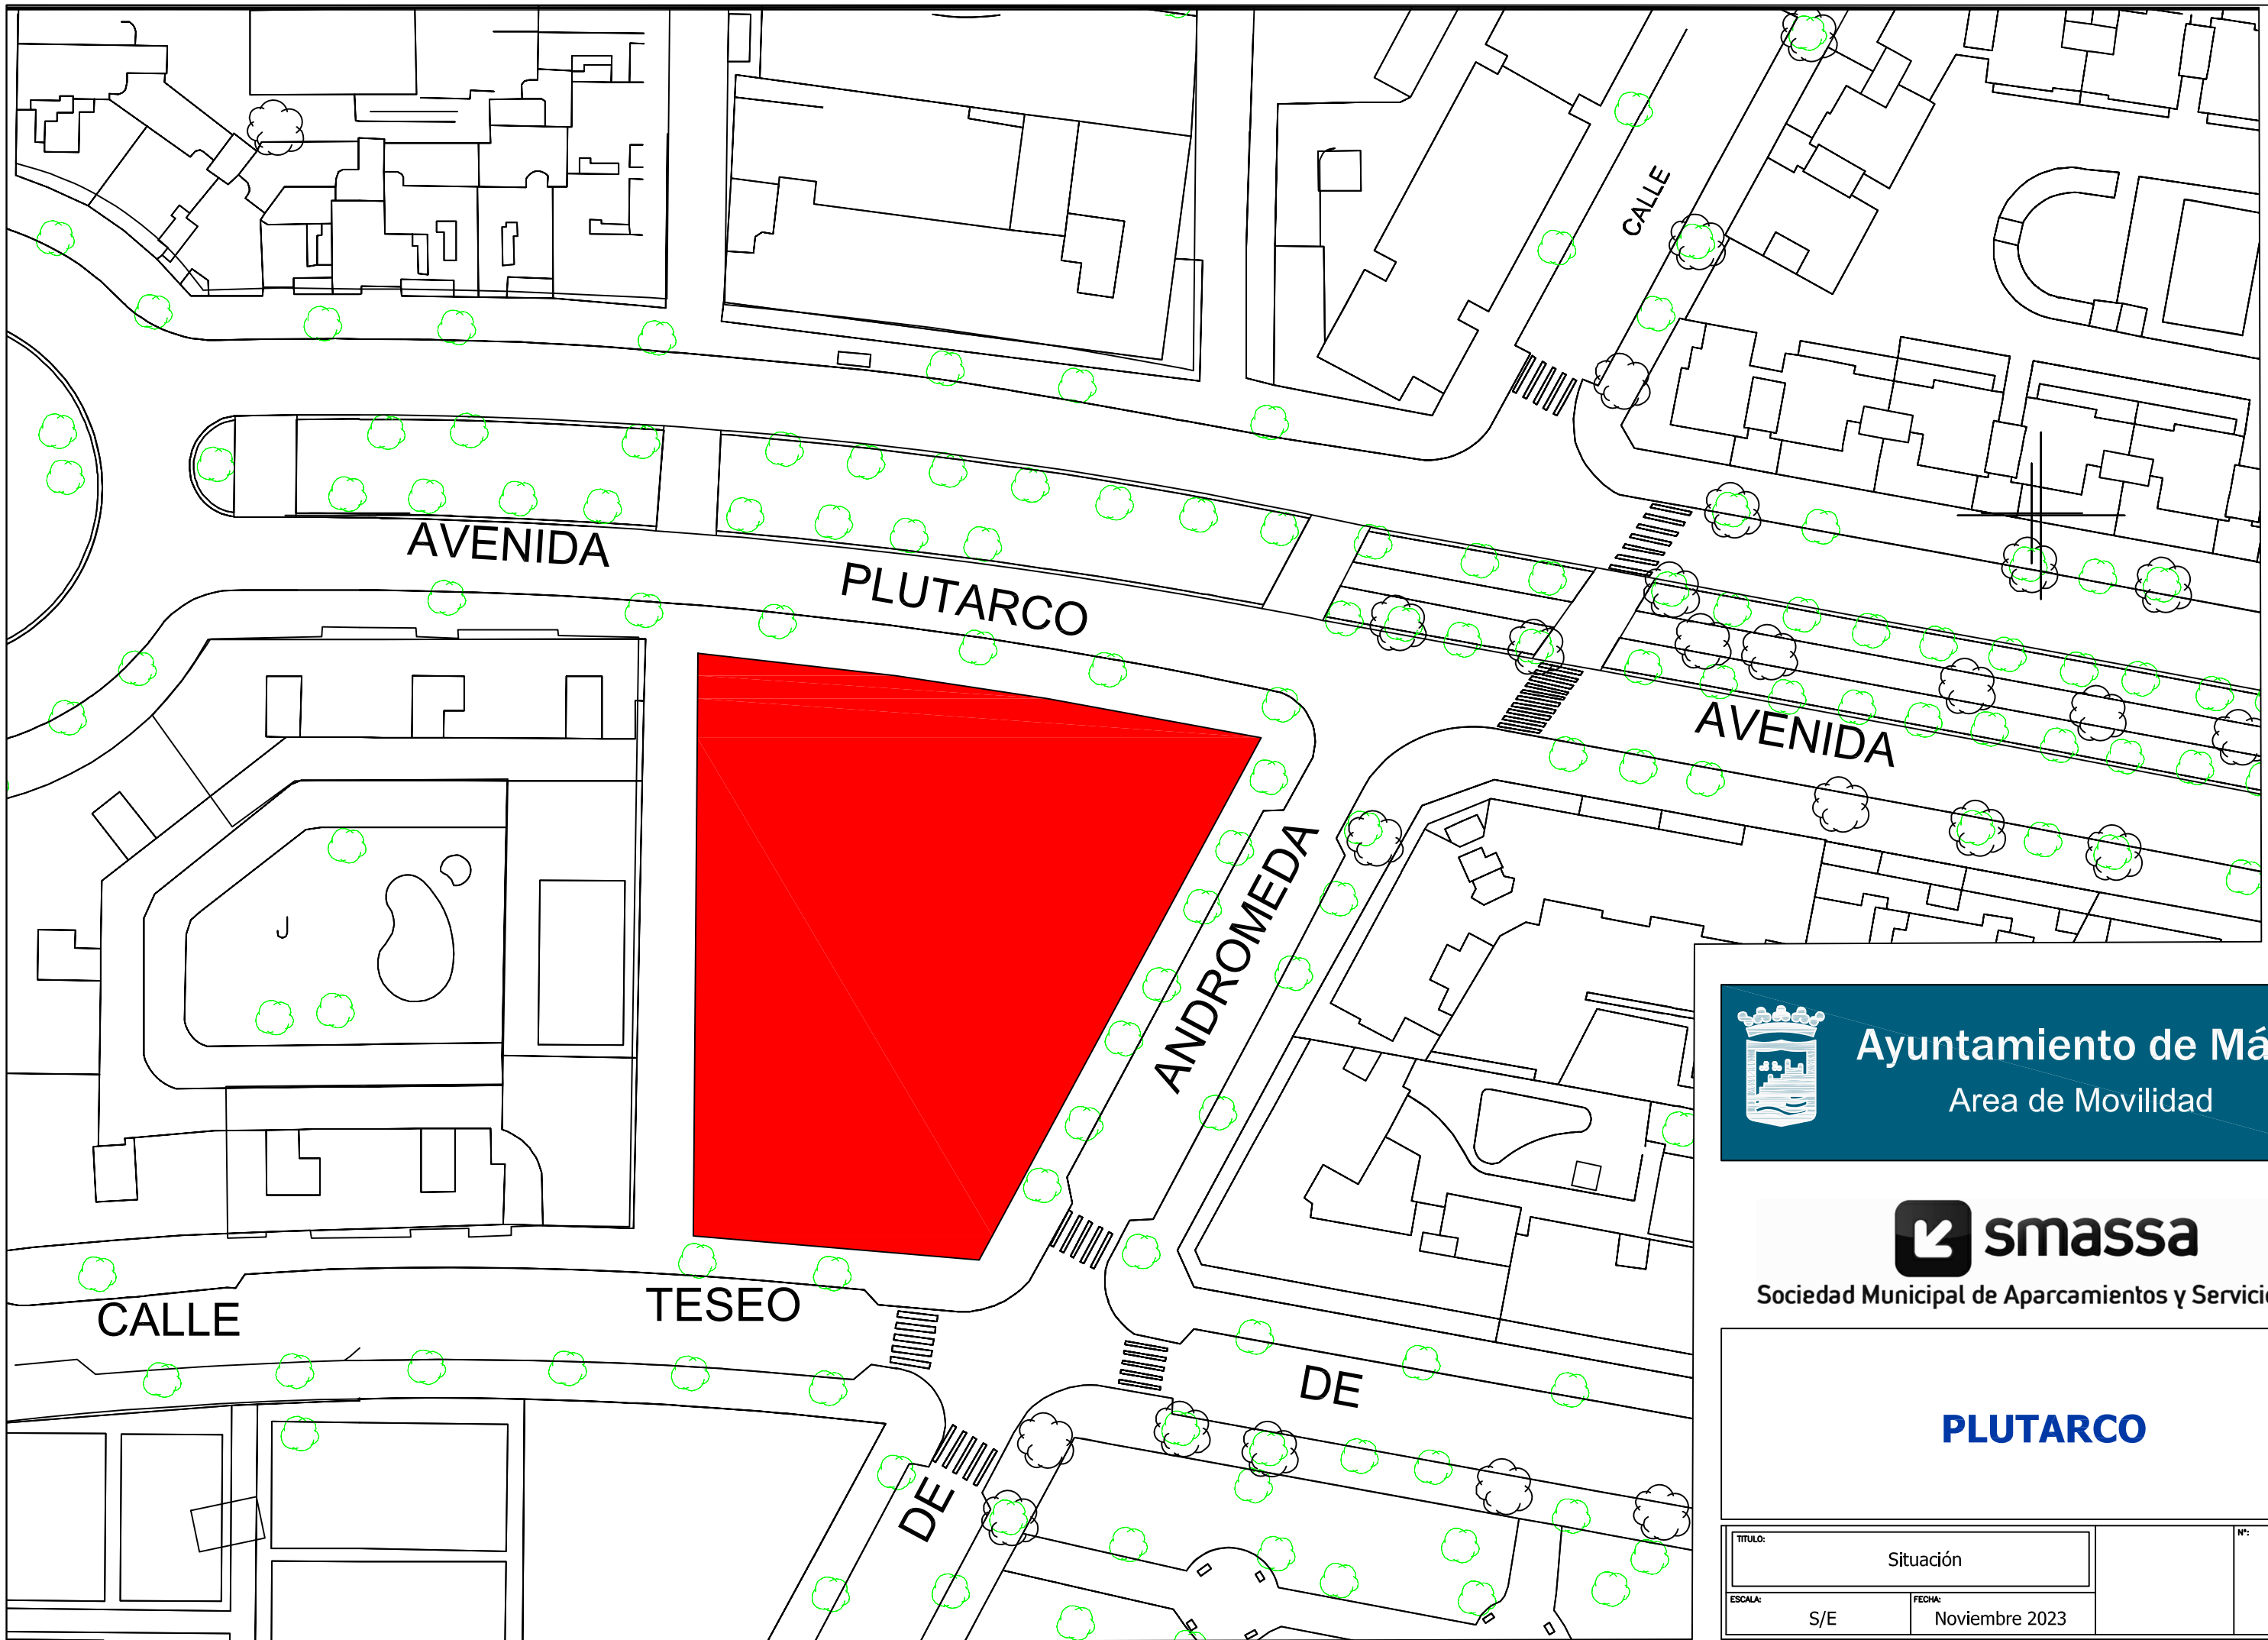 CALLE
AVENIDA
PLUTARCO
AVENIDA
ANDROMEDA
CALLE
TESEO
DE
DE
Ayuntamiento de Má
Area de Movilidad
smassa
Sociedad Municipal de Aparcamientos y Servici
PLUTARCO
TITULO:
Situación
Nº:
ESCALA:
S/E
FECHA:
Noviembre 2023